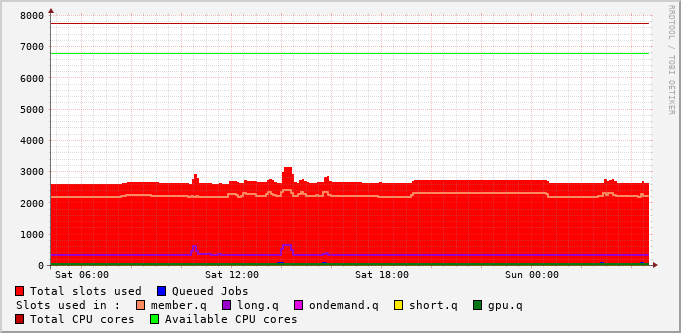 8000
7000
6000
5000
4000
3000
2000
1000
0
Sat 06:00 Sat 12:00 Sat 18:00 Sun 00:00
RRDTOOL / TOBI OETIKER
Total slots used Queued Jobs
Slots used in : member.q long.q ondemand.q short.q gpu.q
Total CPU cores Available CPU cores